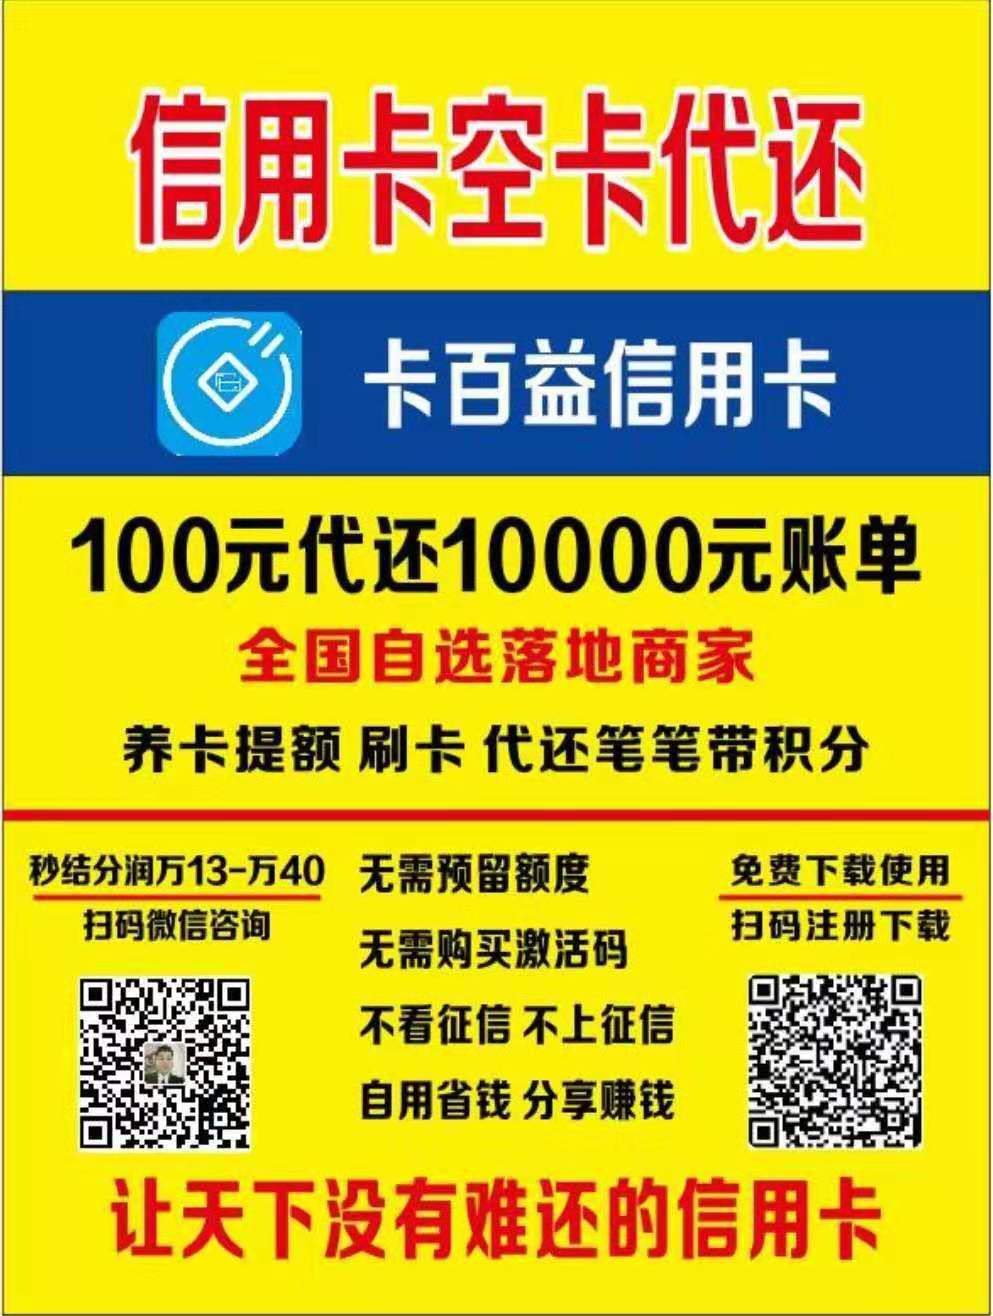 信用卡空卡代还
卡百益信用卡
100元代还10000元账单
全国自选落地商家
养卡提额 刷卡 代还笔笔带积分
秒结分润万13-万40
扫码微信咨询
无需预留额度
无需购买激活码
不看征信 不上征信
自用省钱 分享赚钱
免费下载使用
扫码注册下载
让天下没有难还的信用卡